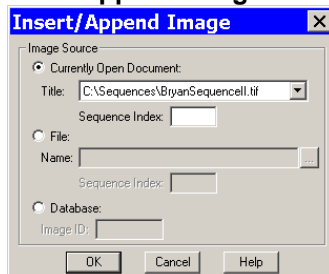 Insert/Append Image
Image Source
Currently Open Document:
Title: C:\Sequences\BryanSequenceII.tif
Sequence Index:
File:
Name: ...
Sequence Index:
Database:
Image ID:
OK Cancel Help